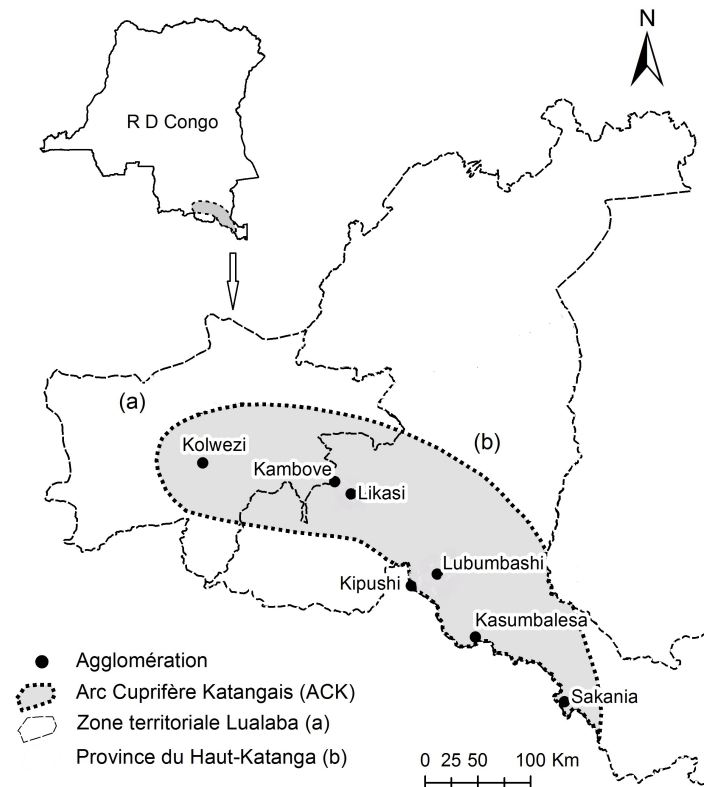 N
R D Congo
(a)
(b)
Kolwezi
Kambove
Likasi
Lubumbashi
Kipushi
Kasumbalesa
Sakania
Agglomération
Arc Cuprifère Katangais (ACK)
Zone territoriale Lualaba (a)
Province du Haut-Katanga (b)
0 25 50 100 Km